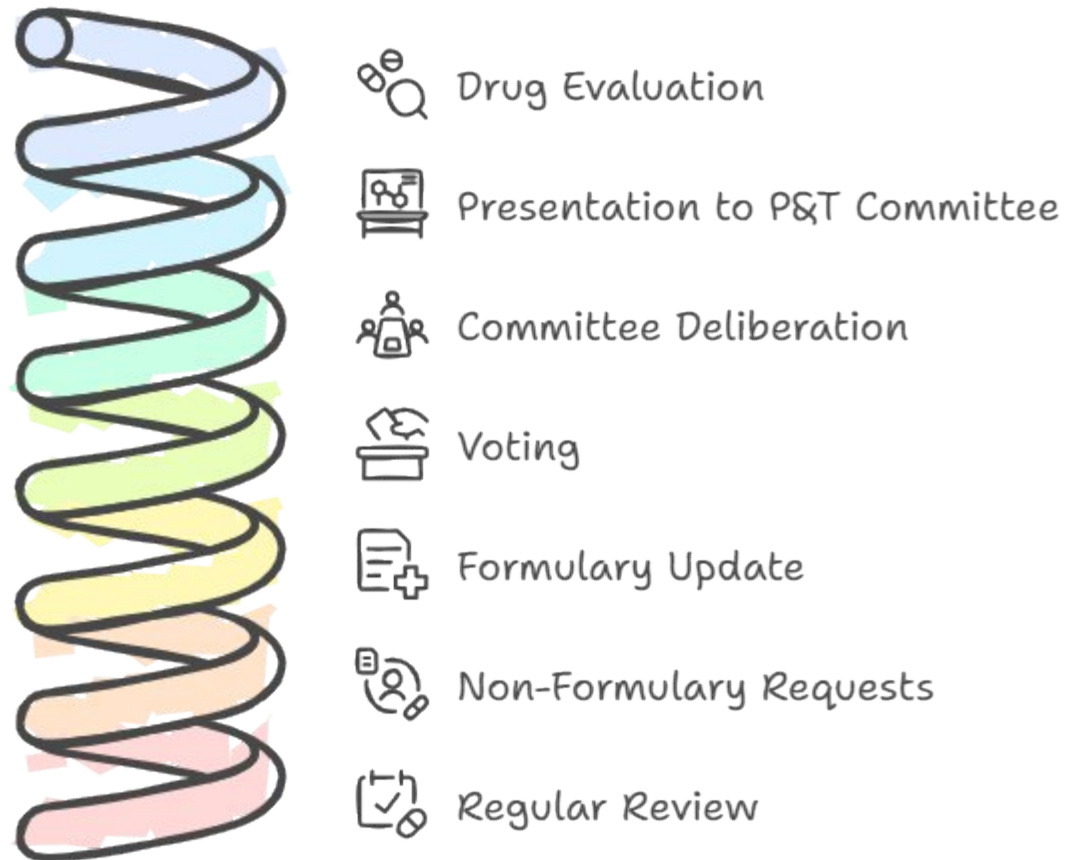 Drug Evaluation
Presentation to P&T Committee
Committee Deliberation
Voting
Formulary Update
Non-Formulary Requests
Regular Review